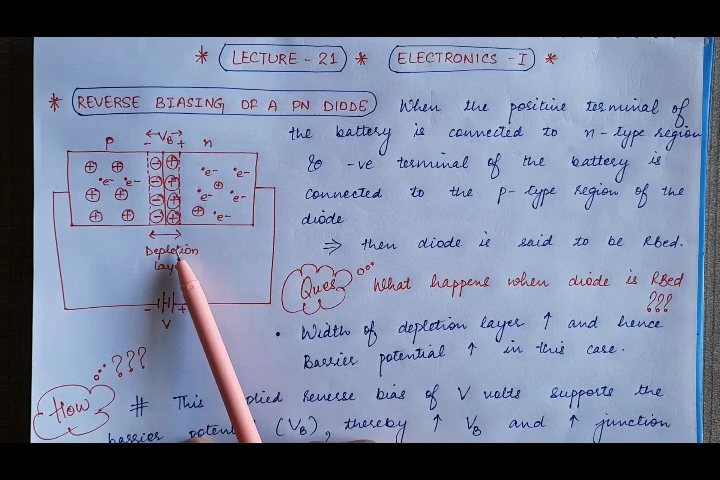 * LECTURE - 21 * ELECTRONICS - I *
* REVERSE BIASING OF A PN DIODE When the positive terminal of
the battery is connected to n-type region
& -ve terminal of the battery is
connected to the p-type region of the
diode
⇒ then diode is said to be RBed.
P - VB + n
e- e- e- e- e- e- e-
Depletion
- V +
Ques What happens when diode is RBed
???
• Width of depletion layer ↑ and hence
Barrier potential ↑ in this case.
How ???
# This reverse bias of V volts supports the
barrier (VB), thereby ↑ VB and ↑ junction